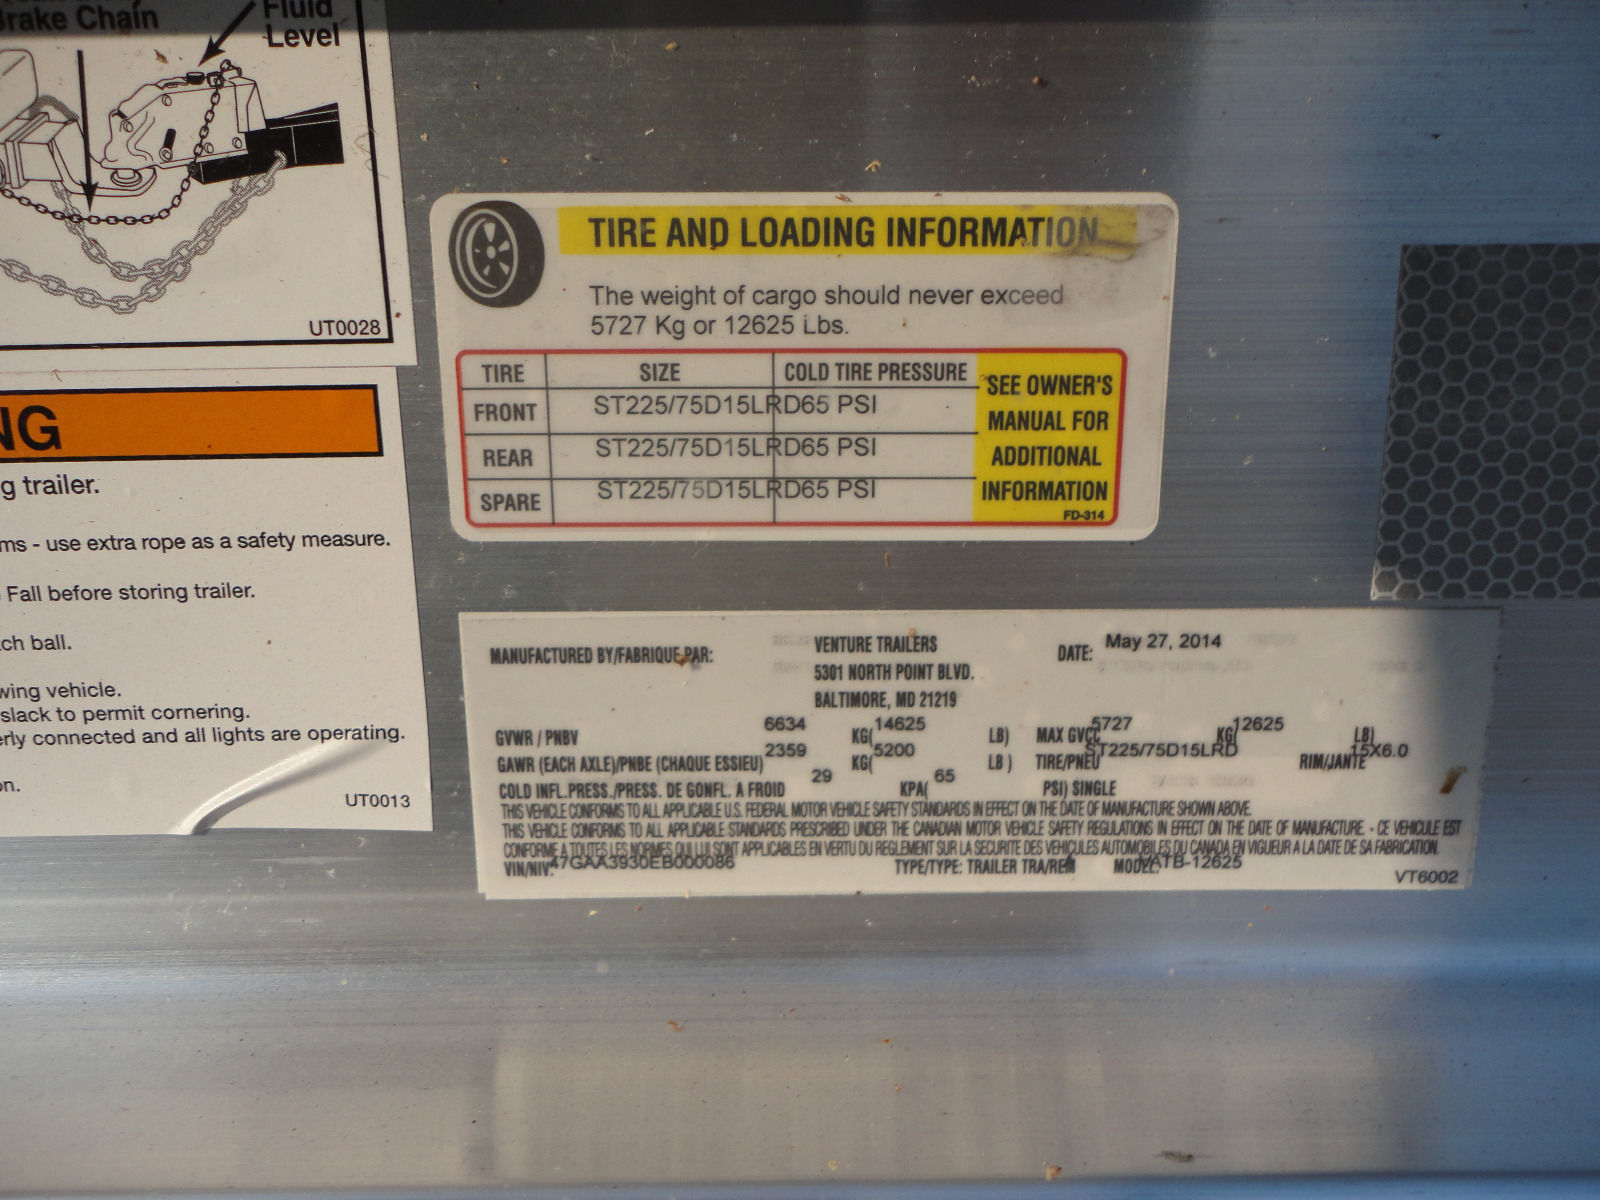 Brake Chain
Fluid
Level
UT0028
NG
g trailer.
ms - use extra rope as a safety measure.
Fall before storing trailer.
ch ball.
wing vehicle.
slack to permit cornering.
erly connected and all lights are operating.
on.
UT0013
TIRE AND LOADING INFORMATION
The weight of cargo should never exceed
5727 Kg or 12625 Lbs.
TIRE SIZE COLD TIRE PRESSURE
FRONT ST225/75D15LRD65 PSI
REAR ST225/75D15LRD65 PSI
SPARE ST225/75D15LRD65 PSI
SEE OWNER'S
MANUAL FOR
ADDITIONAL
INFORMATION
FD-314
MANUFACTURED BY/FABRIQUE PAR: VENTURE TRAILERS DATE: May 27, 2014
5301 NORTH POINT BLVD.
BALTIMORE, MD 21219
GVWR / PNBV 6634 KG( 14625 LB) MAX GVCC 5727 KG( 12625 LB)
GAWR (EACH AXLE)/PNBE (CHAQUE ESSIEU) 2359 KG( 5200 LB ) TIRE/PNEU ST225/75D15LRD RIM/JANTE 15X6.0
COLD INFL.PRESS./PRESS. DE GONFL. A FROID 29 KPA( 65 PSI) SINGLE
THIS VEHICLE CONFORMS TO ALL APPLICABLE U.S. FEDERAL MOTOR VEHICLE SAFETY STANDARDS IN EFFECT ON THE DATE OF MANUFACTURE SHOWN ABOVE.
THIS VEHICLE CONFORMS TO ALL APPLICABLE STANDARDS PRESCRIBED UNDER THE CANADIAN MOTOR VEHICLE SAFETY REGULATIONS IN EFFECT ON THE DATE OF MANUFACTURE. - CE VEHICULE EST
CONFORME A TOUTES LES NORMES QUI LUI SONT APPLICABLES EN VERTU DU REGLEMENT SUR LA SECURITE DES VEHICULES AUTOMOBILES DU CANADA EN VIGUEUR A LA DATE DE SA FABRICATION.
VIN/NIV: 47GAA3930EB000086 TYPE/TYPE: TRAILER TRA/REM MODEL: VATB-12625
VT6002